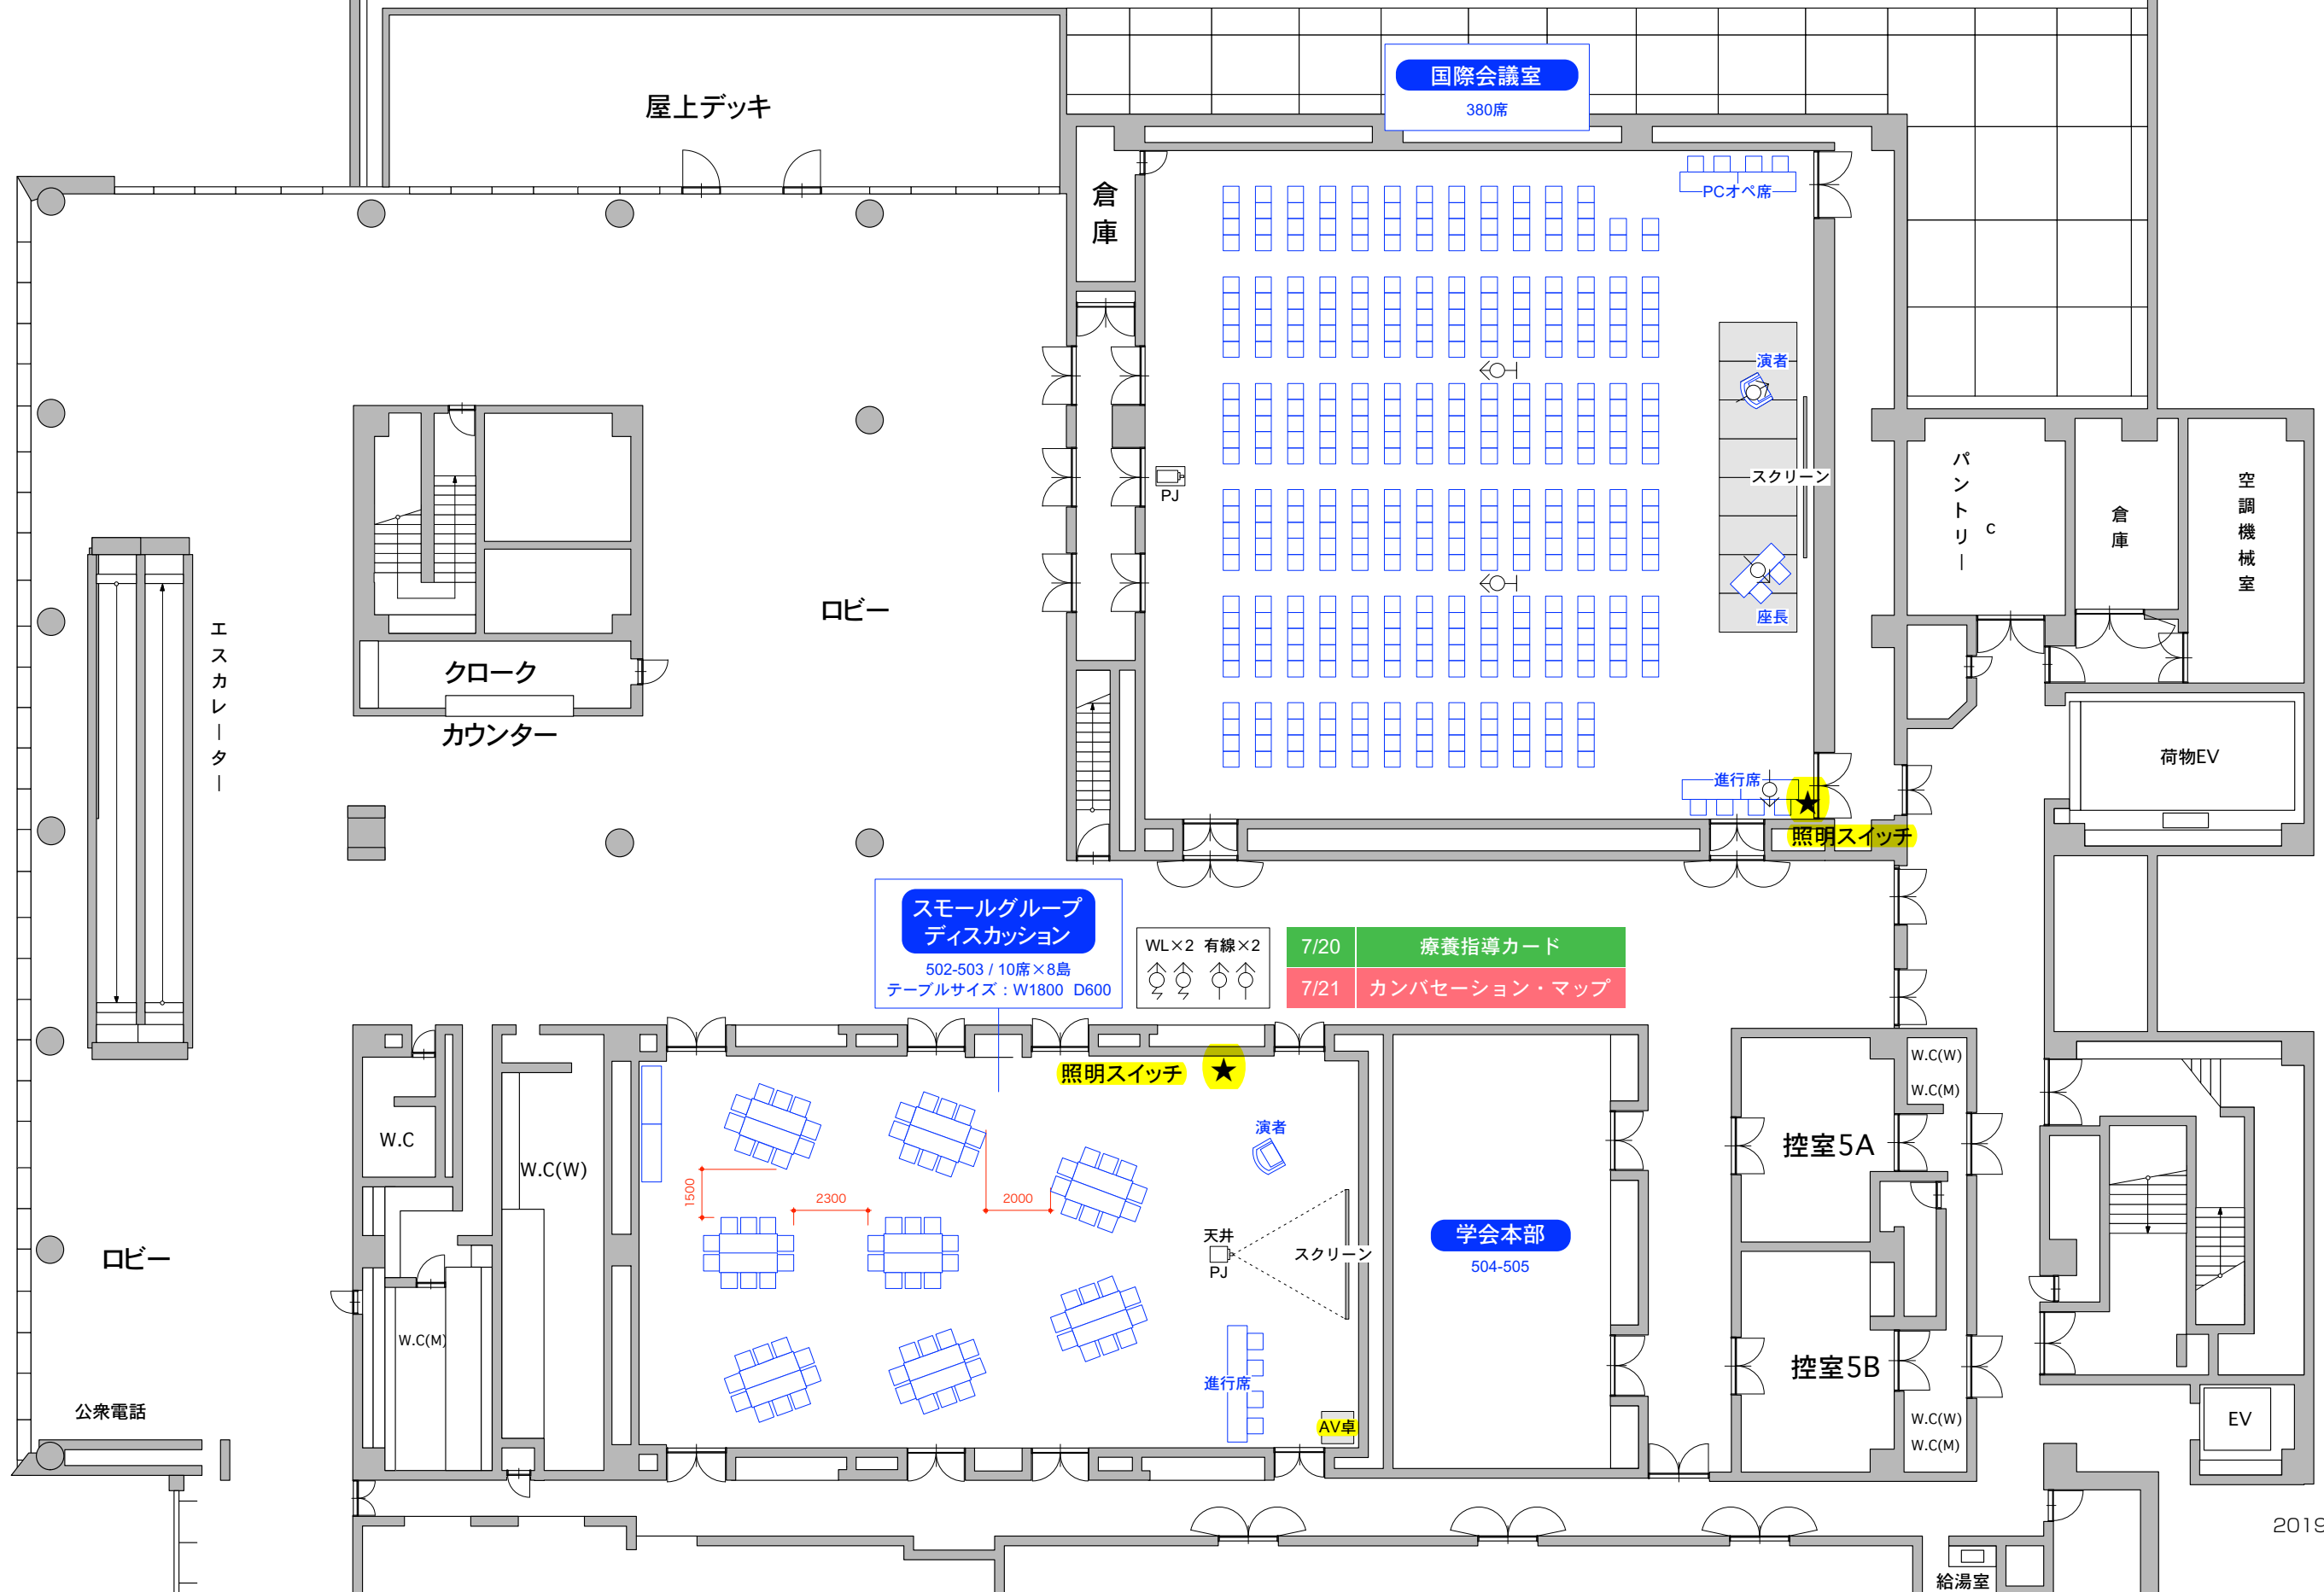 屋上デッキ
国際会議室
380席
倉庫
PCオペ席
演者
スクリーン
座長
PJ
ロビー
クローク
カウンター
エスカレーター
パントリー
c
倉庫
空調機械室
荷物EV
進行席
★
照明スイッチ
スモールグループ
ディスカッション
502-503 / 10席×8島
テーブルサイズ：W1800 D600
WL×2 有線×2
7/20 療養指導カード
7/21 カンバセーション・マップ
照明スイッチ ★
W.C
W.C(W)
W.C(M)
演者
1500
2300
2000
天井
PJ
スクリーン
進行席
AV卓
学会本部
504-505
控室5A
控室5B
W.C(W)
W.C(M)
W.C(W)
W.C(M)
ロビー
公衆電話
EV
2019
給湯室